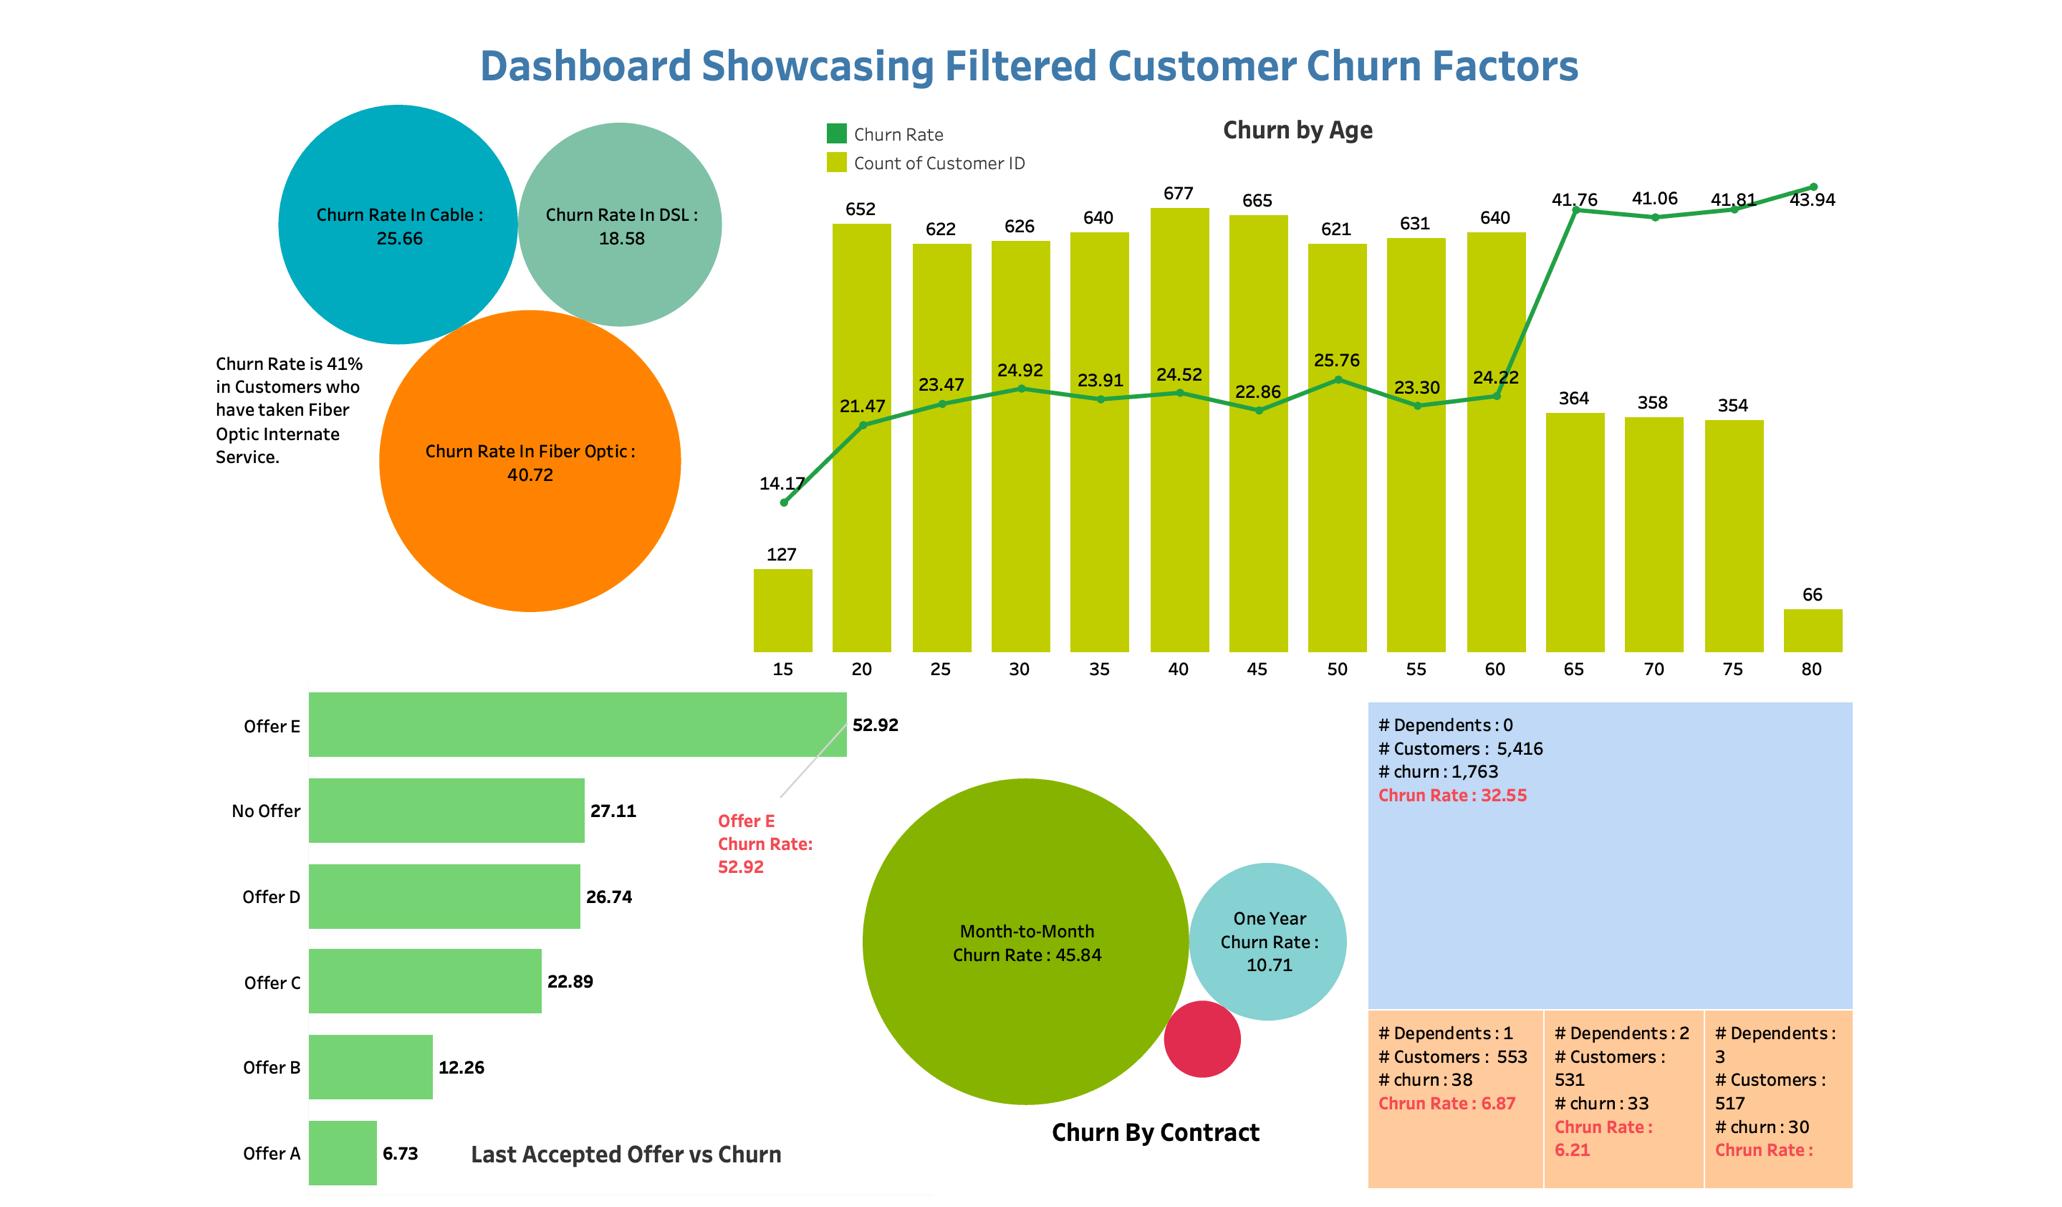 Dashboard Showcasing Filtered Customer Churn Factors
Churn Rate In Cable :
25.66
Churn Rate In DSL :
18.58
Churn Rate is 41%
in Customers who
have taken Fiber
Optic Internate
Service.
Churn Rate In Fiber Optic :
40.72
Churn Rate
Count of Customer ID
Churn by Age
652
622
626
640
677
665
621
631
640
41.76
41.06
41.81
43.94
14.17
21.47
23.47
24.92
23.91
24.52
22.86
25.76
23.30
24.22
127
364
358
354
66
15
20
25
30
35
40
45
50
55
60
65
70
75
80
Offer E
52.92
No Offer
27.11
Offer D
26.74
Offer C
22.89
Offer B
12.26
Offer A
6.73
Offer E
Churn Rate:
52.92
Last Accepted Offer vs Churn
Month-to-Month
Churn Rate : 45.84
One Year
Churn Rate :
10.71
Churn By Contract
# Dependents : 0
# Customers : 5,416
# churn : 1,763
Chrun Rate : 32.55
# Dependents : 1
# Customers : 553
# churn : 38
Chrun Rate : 6.87
# Dependents : 2
# Customers :
531
# churn : 33
Chrun Rate :
6.21
# Dependents :
3
# Customers :
517
# churn : 30
Chrun Rate :